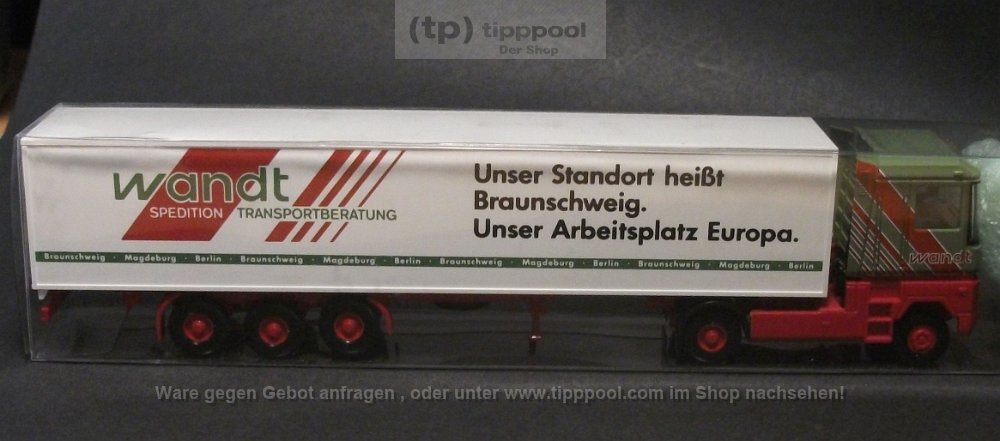 (tp) tipppool
Der Shop
wandt
SPEDITION TRANSPORTBERATUNG
Unser Standort heißt
Braunschweig.
Unser Arbeitsplatz Europa.
Braunschweig · Magdeburg · Berlin · Braunschweig · Magdeburg · Berlin · Braunschweig · Magdeburg · Berlin · Braunschweig · Magdeburg · Berlin
wandt
Ware gegen Gebot anfragen , oder unter www.tipppool.com im Shop nachsehen!